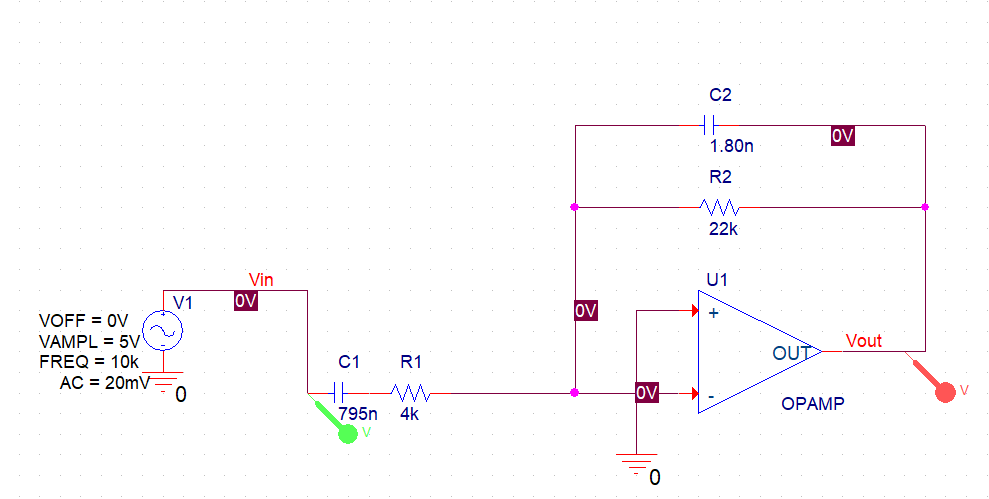 C2
0V
1.80n
R2
22k
Vin
0V
V1
VOFF = 0V
VAMPL = 5V
FREQ = 10k
AC = 20mV
0
C1
795n
R1
4k
V
0V
0V
U1
+
-
OUT
OPAMP
Vout
V
0